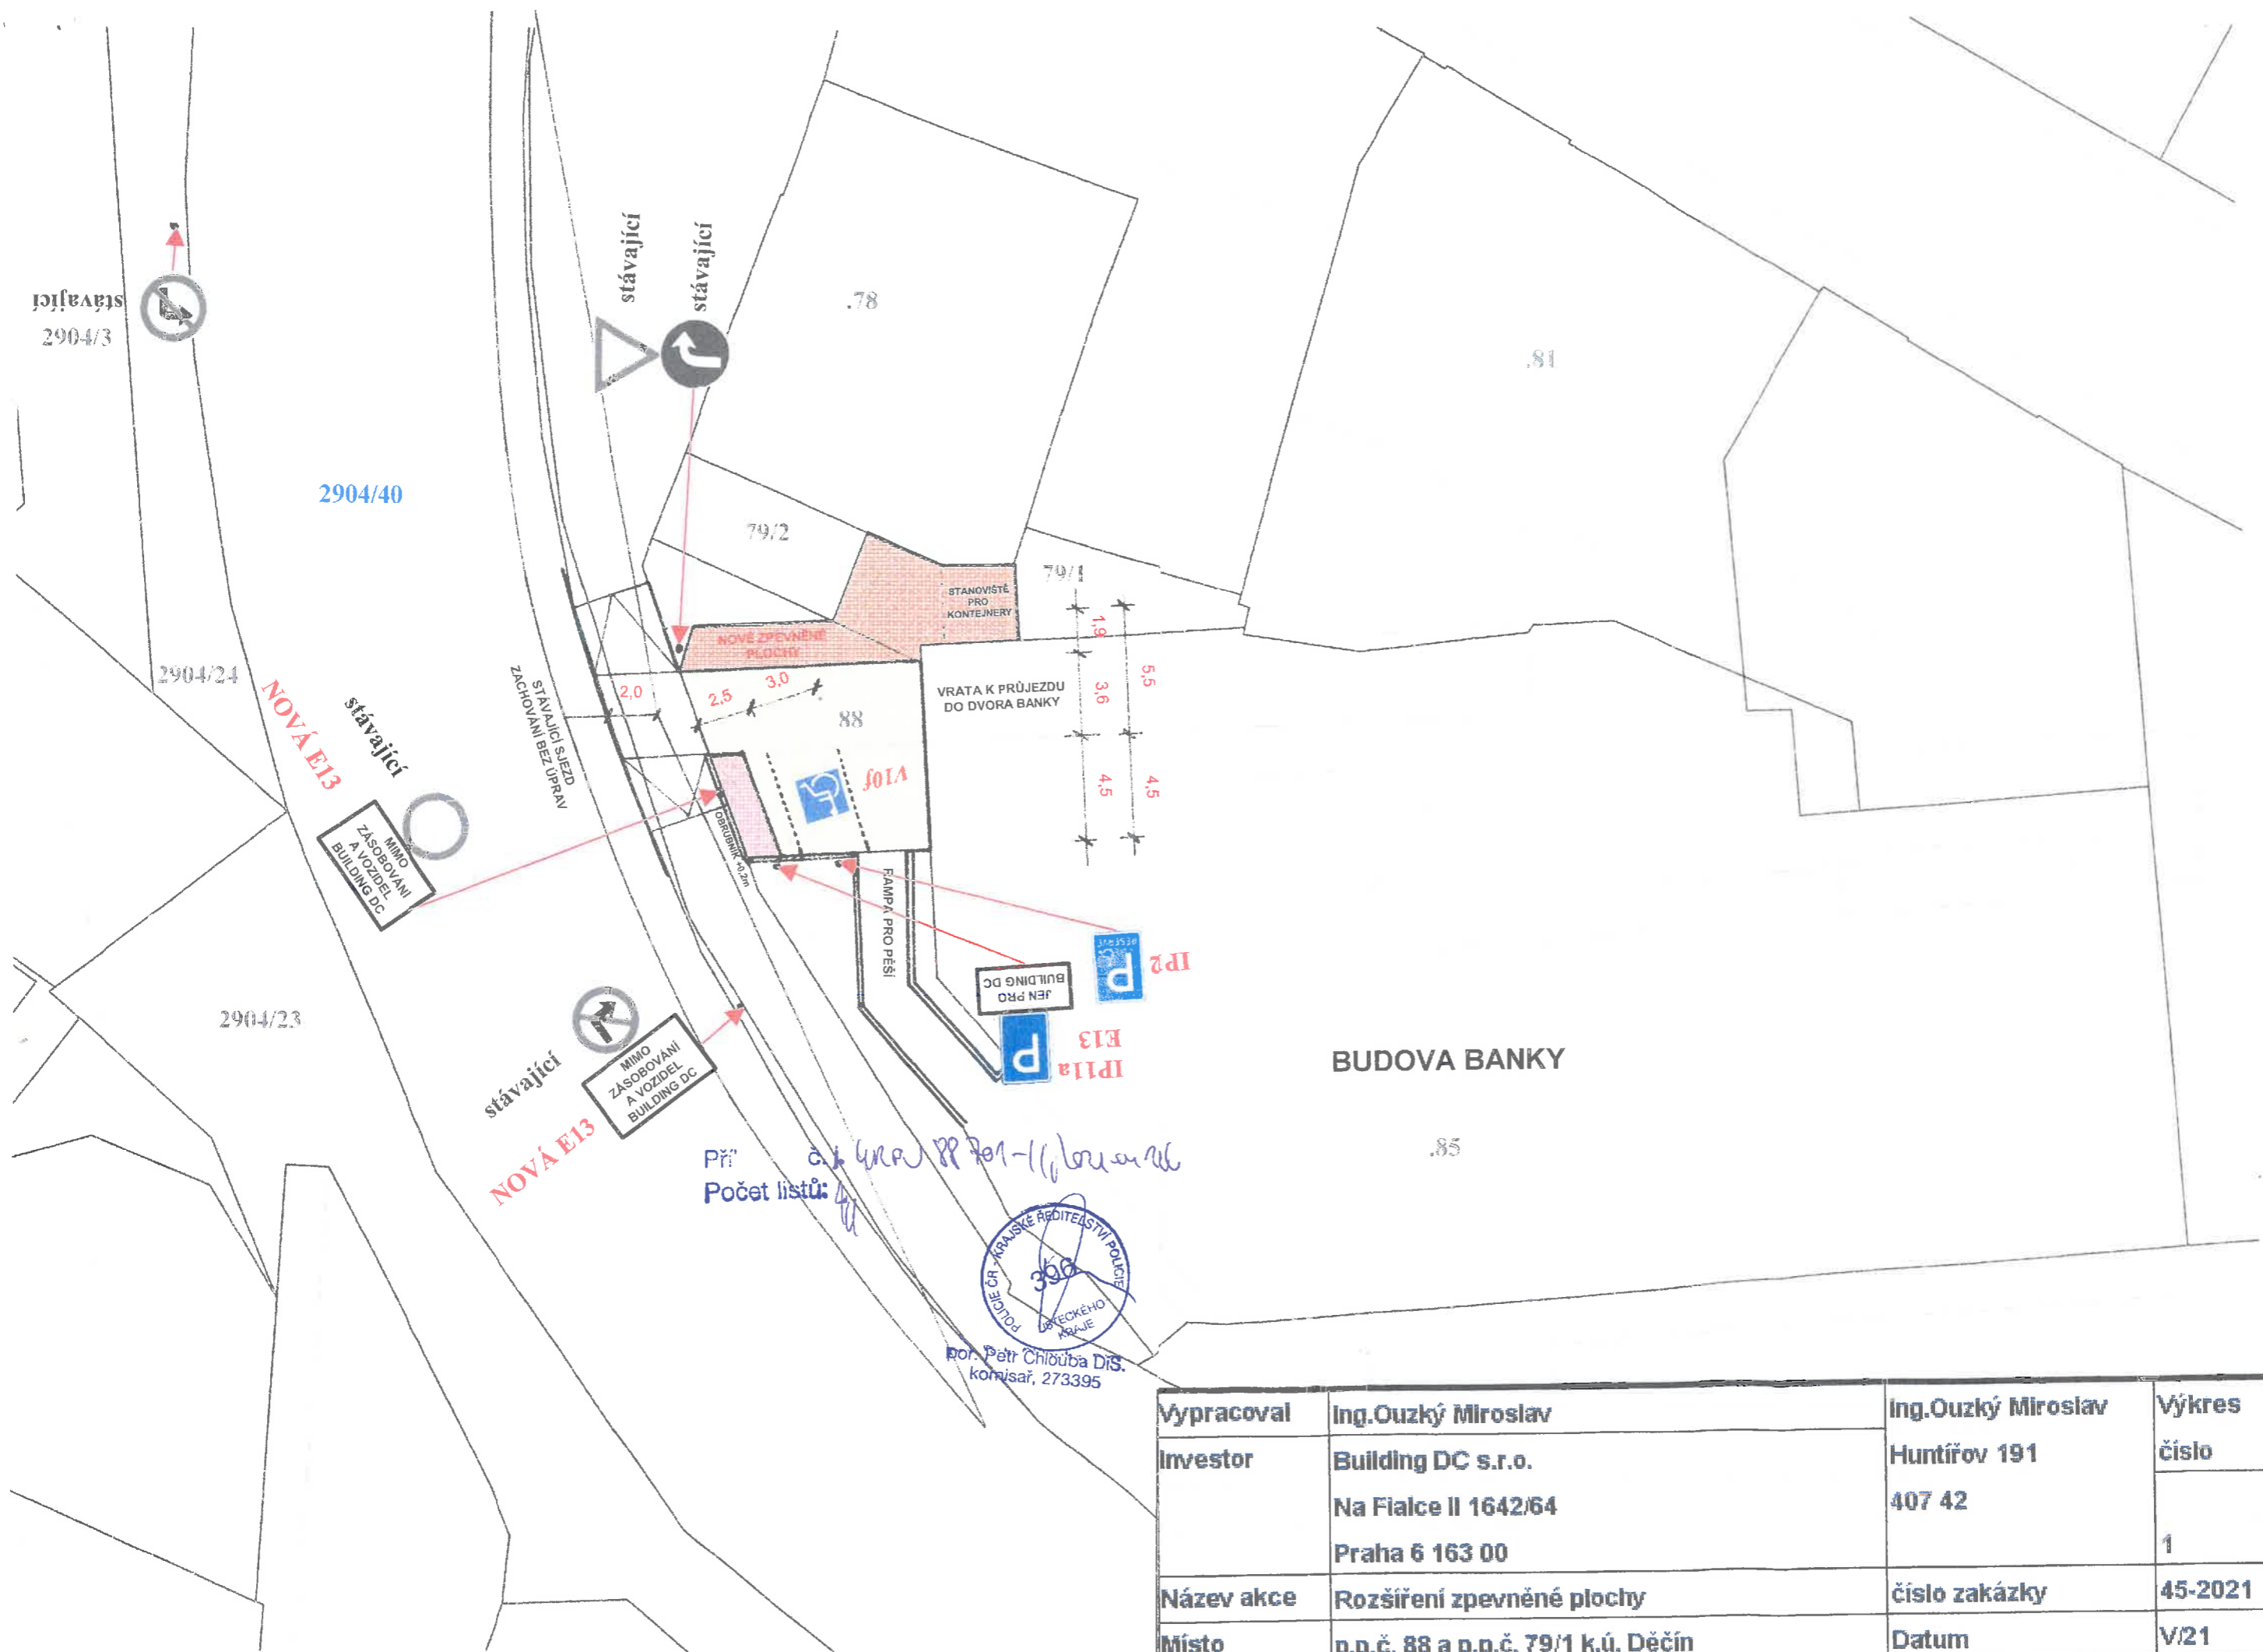 stávající
2904/3
stávající
stávající
.78
.81
2904/40
79/2
79/1
STANOVIŠTĚ
PRO
KONTEJNERY
NOVÉ ZPEVNĚNÉ
PLOCHY
1,9
5,5
3,6
4,5
4,5
2904/24
NOVÁ E13
stávající
STÁVAJÍCÍ SJEZD
ZACHOVÁNÍ BEZ ÚPRAV
2,0
2,5
3,0
88
VRATA K PRŮJEZDU
DO DVORA BANKY
V10f
MIMO
ZÁSOBOVÁNÍ
A VOZIDEL
BUILDING DC
OBRUBNÍK +0,2m
RAMPA PRO PĚŠÍ
2904/23
stávající
NOVÁ E13
MIMO
ZÁSOBOVÁNÍ
A VOZIDEL
BUILDING DC
P
RESERVÉ
IP2
JEN PRO
BUILDING DC
P
IP11a
E13
BUDOVA BANKY
.85
Při č.j.
Počet listů:
POLICIE ČR - KRAJSKÉ ŘEDITELSTVÍ POLICIE
396
ÚSTECKÉHO
KRAJE
por. Petr Chlouba DiS.
komisař, 273395
Vypracoval Ing.Ouzký Miroslav Ing.Ouzký Miroslav Výkres
Investor Building DC s.r.o. Huntířov 191 číslo
Na Fialce II 1642/64 407 42
Praha 6 163 00 1
Název akce Rozšíření zpevněné plochy číslo zakázky 45-2021
Místo p.p.č. 88 a p.p.č. 79/1 k.ú. Děčín Datum V/21